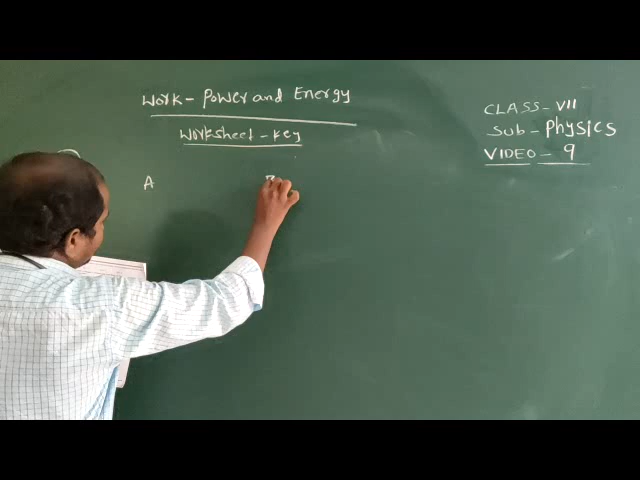 Work - Power and Energy
Worksheet - key
A
CLASS - VII
Sub - Physics
VIDEO - 9